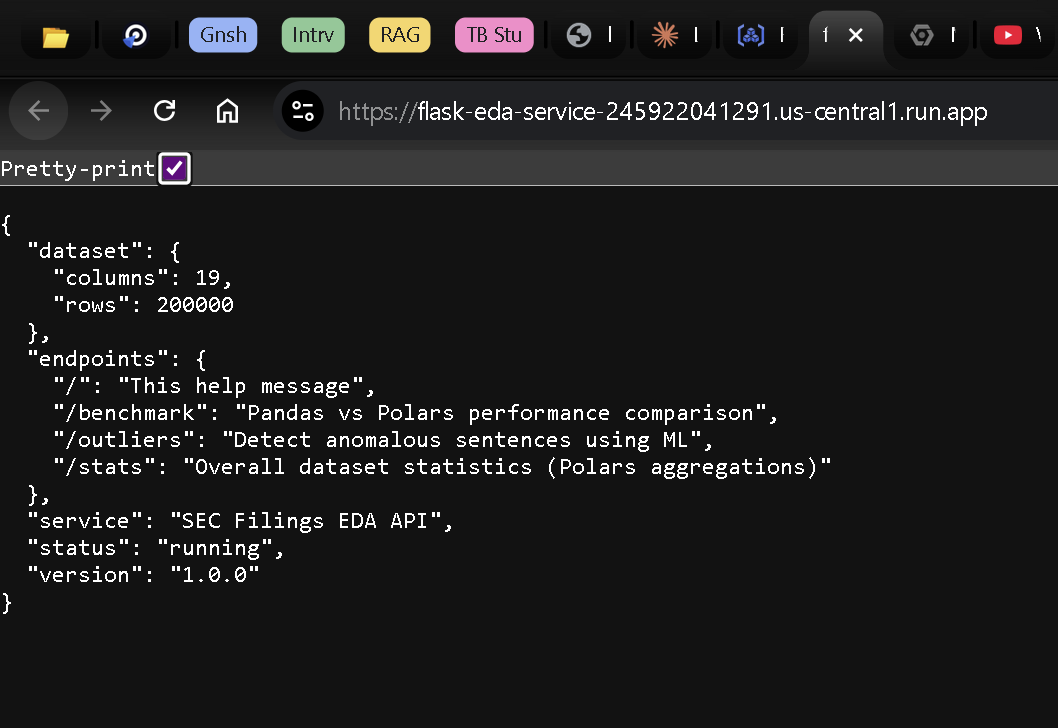 Gnsh Intrv RAG TB Stu
https://flask-eda-service-245922041291.us-central1.run.app
Pretty-print
{
  "dataset": {
    "columns": 19,
    "rows": 200000
  },
  "endpoints": {
    "/": "This help message",
    "/benchmark": "Pandas vs Polars performance comparison",
    "/outliers": "Detect anomalous sentences using ML",
    "/stats": "Overall dataset statistics (Polars aggregations)"
  },
  "service": "SEC Filings EDA API",
  "status": "running",
  "version": "1.0.0"
}